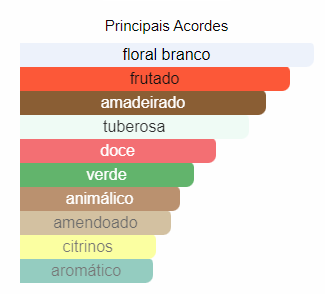 Principais Acordes
floral branco
frutado
amadeirado
tuberosa
doce
verde
animálico
amendoado
citrinos
aromático